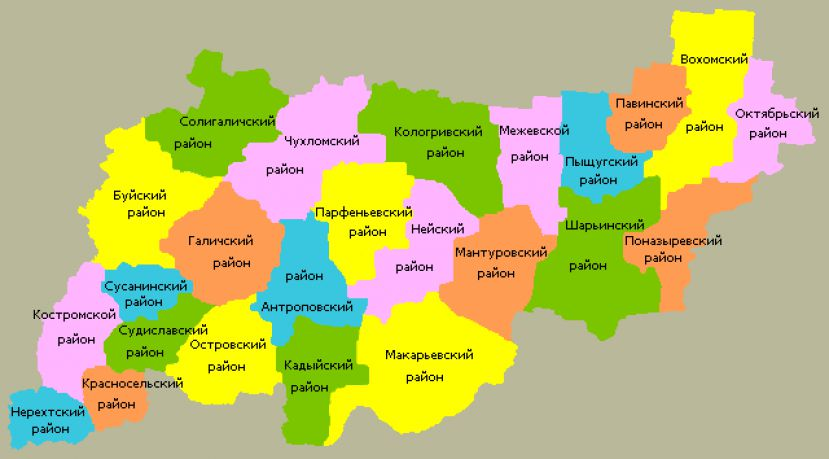 Вохомский
район
Павинский
район
Октябрьский
район
Солигаличский
район
Чухломский
район
Кологривский
район
Межевской
район
Пыщугский
район
Буйский
район
Парфеньевский
район
Нейский
район
Шарьинский
район
Поназыревский
район
Галичский
район
Мантуровский
район
район
Антроповский
Сусанинский
район
Костромской
район
Судиславский
район
Островский
район
Кадыйский
район
Макарьевский
район
Красносельский
район
Нерехтский
район